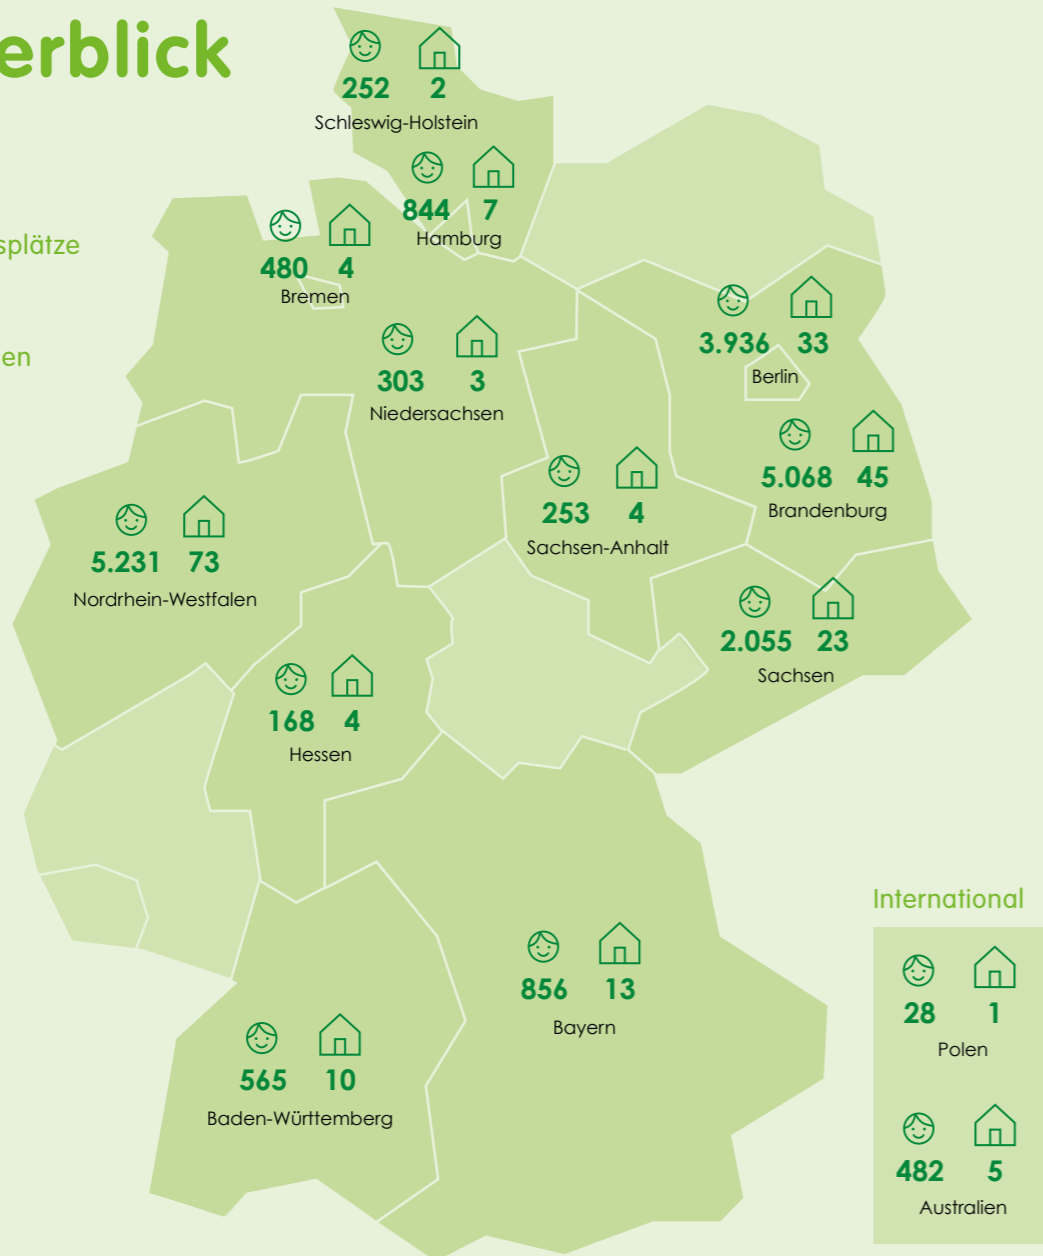 erblick
splätze
en
252 2
Schleswig-Holstein
844 7
Hamburg
480 4
Bremen
303 3
Niedersachsen
3.936 33
Berlin
5.068 45
Brandenburg
253 4
Sachsen-Anhalt
5.231 73
Nordrhein-Westfalen
2.055 23
Sachsen
168 4
Hessen
856 13
Bayern
565 10
Baden-Württemberg
International
28 1
Polen
482 5
Australien